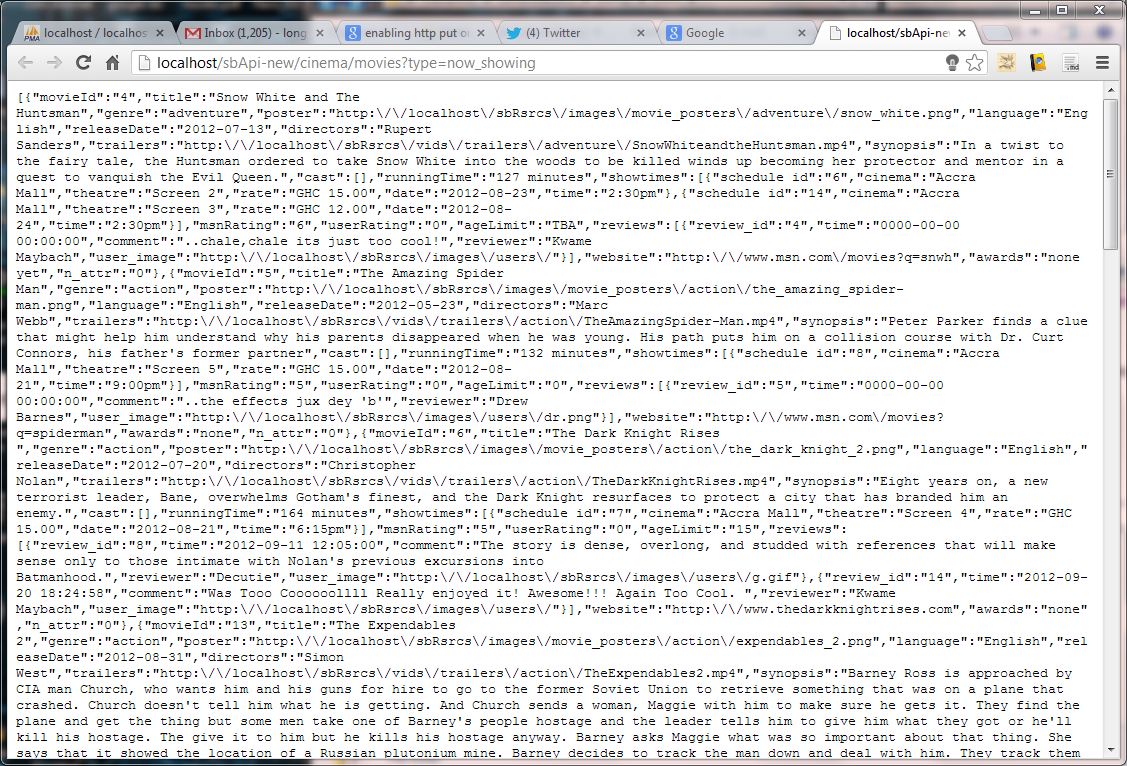 localhost / localhos
Inbox (1,205) - long
enabling http put or
(4) Twitter
Google
localhost/sbApi-new
localhost/sbApi-new/cinema/movies?type=now_showing
[{"movieId":"4","title":"Snow White and The
Huntsman","genre":"adventure","poster":"http:\/\/localhost\/sbRsrcs\/images\/movie_posters\/adventure\/snow_white.png","language":"Eng
lish","releaseDate":"2012-07-13","directors":"Rupert
Sanders","trailers":"http:\/\/localhost\/sbRsrcs\/vids\/trailers\/adventure\/SnowWhiteandtheHuntsman.mp4","synopsis":"In a twist to
the fairy tale, the Huntsman ordered to take Snow White into the woods to be killed winds up becoming her protector and mentor in a
quest to vanquish the Evil Queen.","cast":[],"runningTime":"127 minutes","showtimes":[{"schedule id":"6","cinema":"Accra
Mall","theatre":"Screen 2","rate":"GHC 15.00","date":"2012-08-23","time":"2:30pm"},{"schedule id":"14","cinema":"Accra
Mall","theatre":"Screen 3","rate":"GHC 12.00","date":"2012-08-
24","time":"2:30pm"}],"msnRating":"6","userRating":"0","ageLimit":"TBA","reviews":[{"review_id":"4","time":"0000-00-00
00:00:00","comment":"..chale,chale its just too cool!","reviewer":"Kwame
Maybach","user_image":"http:\/\/localhost\/sbRsrcs\/images\/users\/"}],"website":"http:\/\/www.msn.com\/movies?q=snwh","awards":"none
yet","n_attr":"0"},{"movieId":"5","title":"The Amazing Spider
Man","genre":"action","poster":"http:\/\/localhost\/sbRsrcs\/images\/movie_posters\/action\/the_amazing_spider-
man.png","language":"English","releaseDate":"2012-05-23","directors":"Marc
Webb","trailers":"http:\/\/localhost\/sbRsrcs\/vids\/trailers\/action\/TheAmazingSpider-Man.mp4","synopsis":"Peter Parker finds a clue
that might help him understand why his parents disappeared when he was young. His path puts him on a collision course with Dr. Curt
Connors, his father's former partner","cast":[],"runningTime":"132 minutes","showtimes":[{"schedule id":"8","cinema":"Accra
Mall","theatre":"Screen 5","rate":"GHC 15.00","date":"2012-08-
21","time":"9:00pm"}],"msnRating":"5","userRating":"0","ageLimit":"0","reviews":[{"review_id":"5","time":"0000-00-00
00:00:00","comment":"..the effects jux dey 'b'","reviewer":"Drew
Barnes","user_image":"http:\/\/localhost\/sbRsrcs\/images\/users\/dr.png"}],"website":"http:\/\/www.msn.com\/movies?
q=spiderman","awards":"none","n_attr":"0"},{"movieId":"6","title":"The Dark Knight Rises
","genre":"action","poster":"http:\/\/localhost\/sbRsrcs\/images\/movie_posters\/action\/the_dark_knight_2.png","language":"English","
releaseDate":"2012-07-20","directors":"Christopher
Nolan","trailers":"http:\/\/localhost\/sbRsrcs\/vids\/trailers\/action\/TheDarkKnightRises.mp4","synopsis":"Eight years on, a new
terrorist leader, Bane, overwhelms Gotham's finest, and the Dark Knight resurfaces to protect a city that has branded him an
enemy.","cast":[],"runningTime":"164 minutes","showtimes":[{"schedule id":"7","cinema":"Accra Mall","theatre":"Screen 4","rate":"GHC
15.00","date":"2012-08-21","time":"6:15pm"}],"msnRating":"5","userRating":"0","ageLimit":"15","reviews":
[{"review_id":"8","time":"2012-09-11 12:05:00","comment":"The story is dense, overlong, and studded with references that will make
sense only to those intimate with Nolan's previous excursions into
Batmanhood.","reviewer":"Decutie","user_image":"http:\/\/localhost\/sbRsrcs\/images\/users\/g.gif"},{"review_id":"14","time":"2012-09-
20 18:24:58","comment":"Was Tooo Coooooollll Really enjoyed it! Awesome!!! Again Too Cool. ","reviewer":"Kwame
Maybach","user_image":"http:\/\/localhost\/sbRsrcs\/images\/users\/"}],"website":"http:\/\/www.thedarkknightrises.com","awards":"none"
,"n_attr":"0"},{"movieId":"13","title":"The Expendables
2","genre":"action","poster":"http:\/\/localhost\/sbRsrcs\/images\/movie_posters\/action\/expendables_2.png","language":"English","rel
easeDate":"2012-08-31","directors":"Simon
West","trailers":"http:\/\/localhost\/sbRsrcs\/vids\/trailers\/action\/TheExpendables2.mp4","synopsis":"Barney Ross is approached by
CIA man Church, who wants him and his guns for hire to go to the former Soviet Union to retrieve something that was on a plane that
crashed. Church doesn't tell him what he is getting. And Church sends a woman, Maggie with him to make sure he gets it. They find the
plane and get the thing but some men take one of Barney's people hostage and the leader tells him to give him what they got or he'll
kill his hostage. The give it to him but he kills his hostage anyway. Barney asks Maggie what was so important about that thing. She
says that it showed the location of a Russian plutonium mine. Barney decides to track the man down and deal with him. They track them